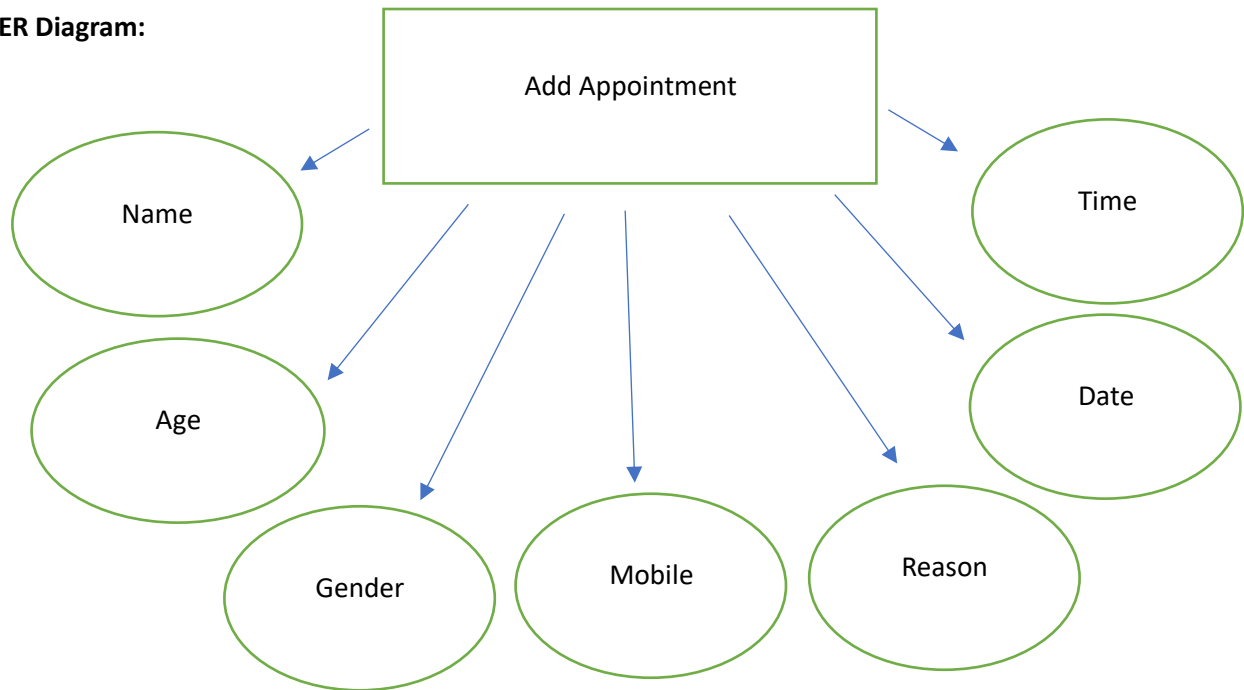 ER Diagram:
Add Appointment
Name
Time
Age
Date
Gender
Mobile
Reason